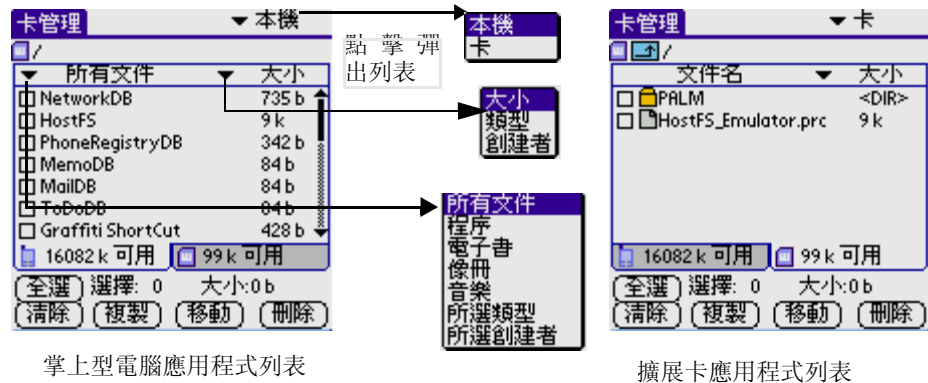 卡管理 本機
/
所有文件 大小
NetworkDB 735 b
HostFS 9 k
PhoneRegistryDB 342 b
MemoDB 84 b
MailDB 84 b
ToDoDB 84 b
Graffiti ShortCut 428 b
16082 k 可用 99 k 可用
全選 選擇: 0 大小:0 b
清除 複製 移動 刪除
掌上型電腦應用程式列表
點 擊 彈
出列表
本機
卡
大小
類型
創建者
所有文件
程序
電子書
像冊
音樂
所選類型
所選創建者
卡管理 卡
/
文件名 大小
PALM <DIR>
HostFS_Emulator.prc 9 k
16082 k 可用 99 k 可用
全選 選擇: 0 大小:0 b
清除 複製 移動 刪除
擴展卡應用程式列表